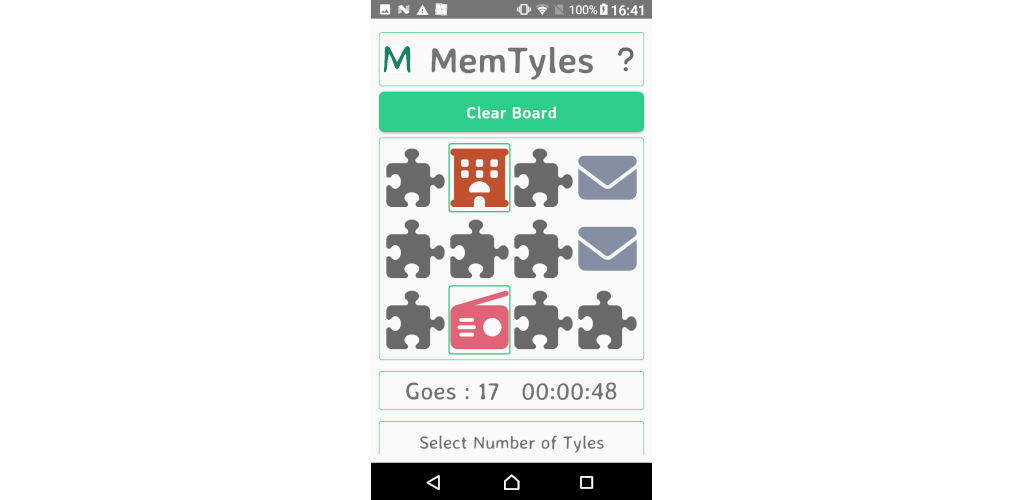 100% 16:41
M MemTyles ?
Clear Board
Goes : 17 00:00:48
Select Number of Tyles